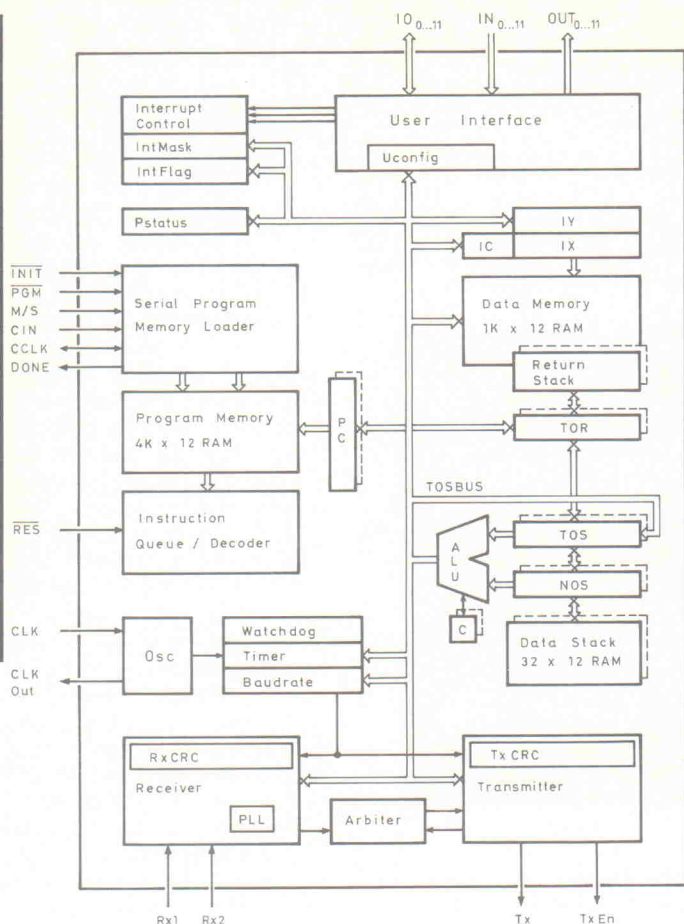 IO0...11 IN0...11 OUT0...11
Interrupt
Control
IntMask
IntFlag
User Interface
Uconfig
Pstatus
IY
IC IX
INIT
PGM
M/S
CIN
CCLK
DONE
Serial Program
Memory Loader
Data Memory
1K x 12 RAM
Return
Stack
Program Memory
4K x 12 RAM
PC
TOR
TOSBUS
RES
Instruction
Queue / Decoder
ALU
TOS
NOS
C
Data Stack
32 x 12 RAM
CLK
CLK
Out
Osc
Watchdog
Timer
Baudrate
RxCRC
Receiver
PLL
Arbiter
TxCRC
Transmitter
Rx1 Rx2
Tx TxEn